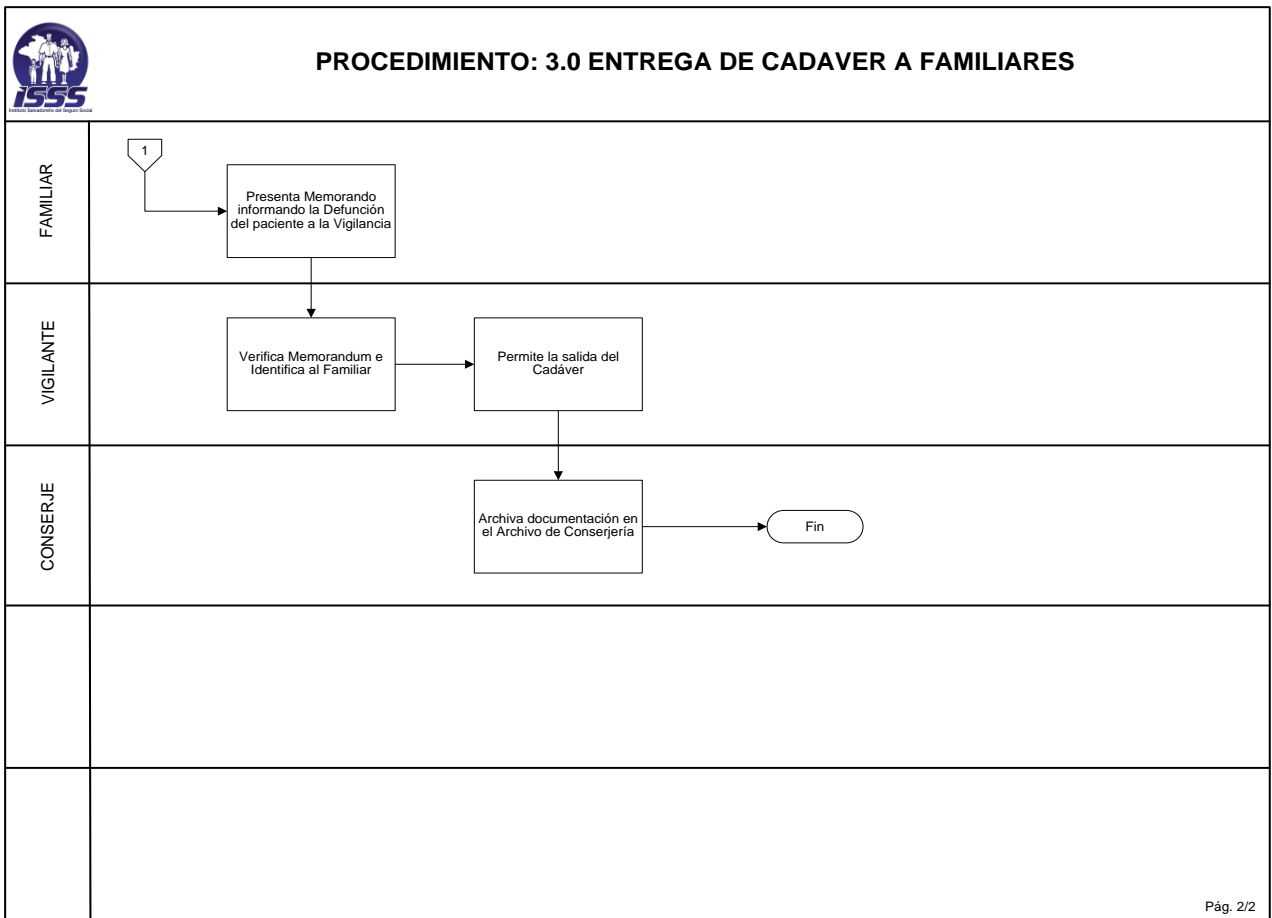 ISSS
Instituto Salvadoreño del Seguro Social
PROCEDIMIENTO: 3.0 ENTREGA DE CADAVER A FAMILIARES
FAMILIAR
1
Presenta Memorando
informando la Defunción
del paciente a la Vigilancia
VIGILANTE
Verifica Memorandum e
Identifica al Familiar
Permite la salida del
Cadáver
CONSERJE
Archiva documentación en
el Archivo de Conserjería
Fin
Pág. 2/2